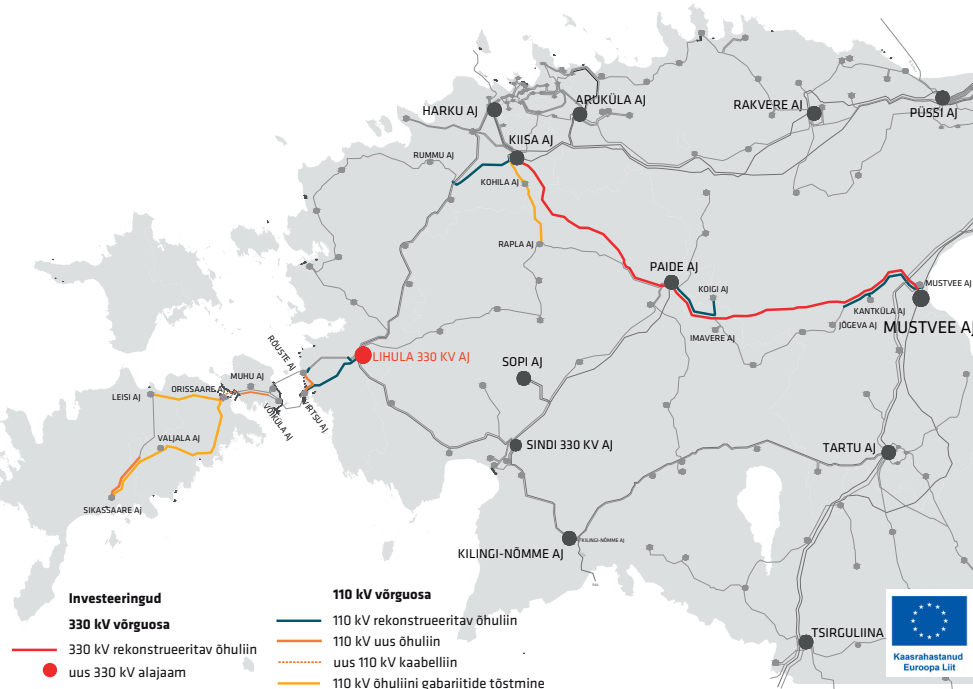 HARKU AJ
ARUKÜLA AJ
RAKVERE AJ
PÜSSI AJ
KIISA AJ
RUMMU AJ
KOHILA AJ
RAPLA AJ
PAIDE AJ
KOIGI AJ
MUSTVEE AJ
KANTKÜLA AJ
MUSTVEE AJ
JÕGEVA AJ
IMAVERE AJ
RÕUSTE AJ
LIHULA 330 KV AJ
SOPI AJ
MUHU AJ
ORISSAARE AJ
LEISI AJ
VÕIKÜLA AJ
VIRTSU AJ
VALJALA AJ
SINDI 330 KV AJ
TARTU AJ
SIKASSAARE AJ
KILINGI-NÕMME AJ
KILINGI-NÕMME AJ
TSIRGULIINA
Investeeringud
330 kV võrguosa
330 kV rekonstrueeritav õhuliin
uus 330 kV alajaam
110 kV võrguosa
110 kV rekonstrueeritav õhuliin
110 kV uus õhuliin
uus 110 kV kaabelliin
110 kV õhuliini gabariitide tõstmine
Kaasrahastanud
Euroopa Liit